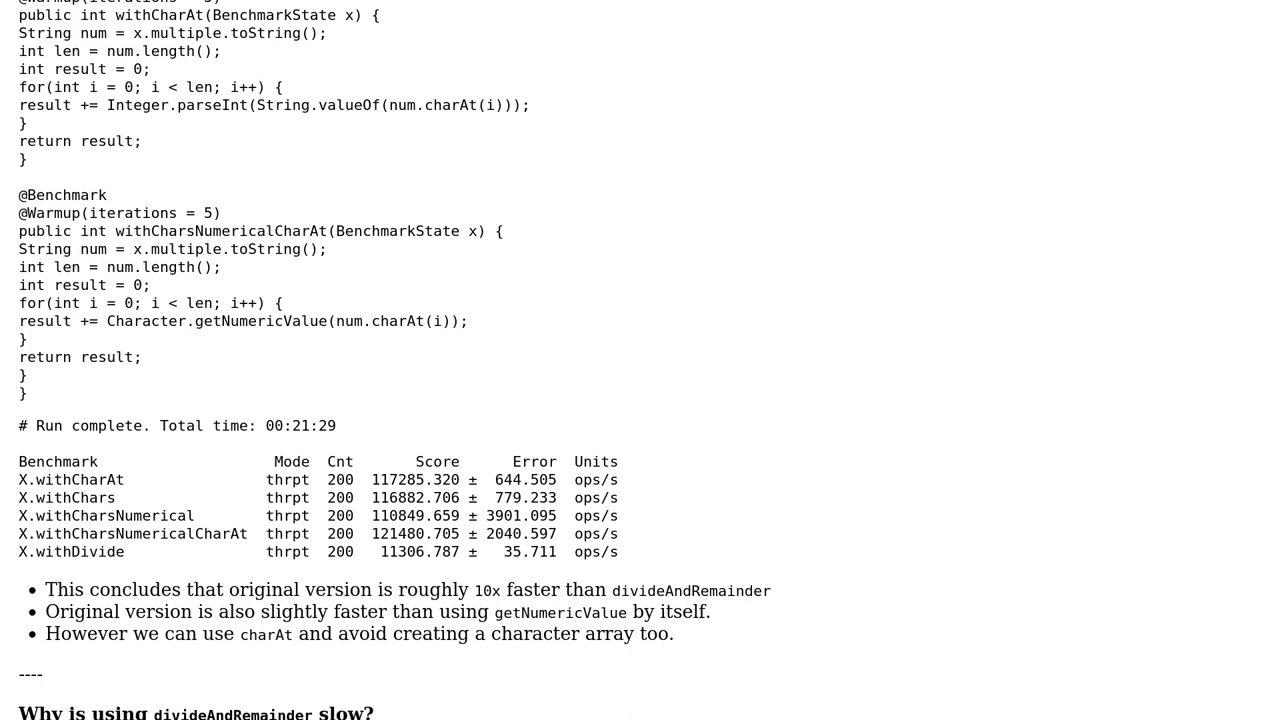 @Warmup(iterations = 5)
public int withCharAt(BenchmarkState x) {
String num = x.multiple.toString();
int len = num.length();
int result = 0;
for(int i = 0; i < len; i++) {
result += Integer.parseInt(String.valueOf(num.charAt(i)));
}
return result;
}
@Benchmark
@Warmup(iterations = 5)
public int withCharsNumericalCharAt(BenchmarkState x) {
String num = x.multiple.toString();
int len = num.length();
int result = 0;
for(int i = 0; i < len; i++) {
result += Character.getNumericValue(num.charAt(i));
}
return result;
}
}
# Run complete. Total time: 00:21:29
Benchmark Mode Cnt Score Error Units
X.withCharAt thrpt 200 117285.320 ± 644.505 ops/s
X.withChars thrpt 200 116882.706 ± 779.233 ops/s
X.withCharsNumerical thrpt 200 110849.659 ± 3901.095 ops/s
X.withCharsNumericalCharAt thrpt 200 121480.705 ± 2040.597 ops/s
X.withDivide thrpt 200 11306.787 ± 35.711 ops/s
• This concludes that original version is roughly 10x faster than divideAndRemainder
• Original version is also slightly faster than using getNumericValue by itself.
• However we can use charAt and avoid creating a character array too.
----
Why is using divideAndRemainder slow?